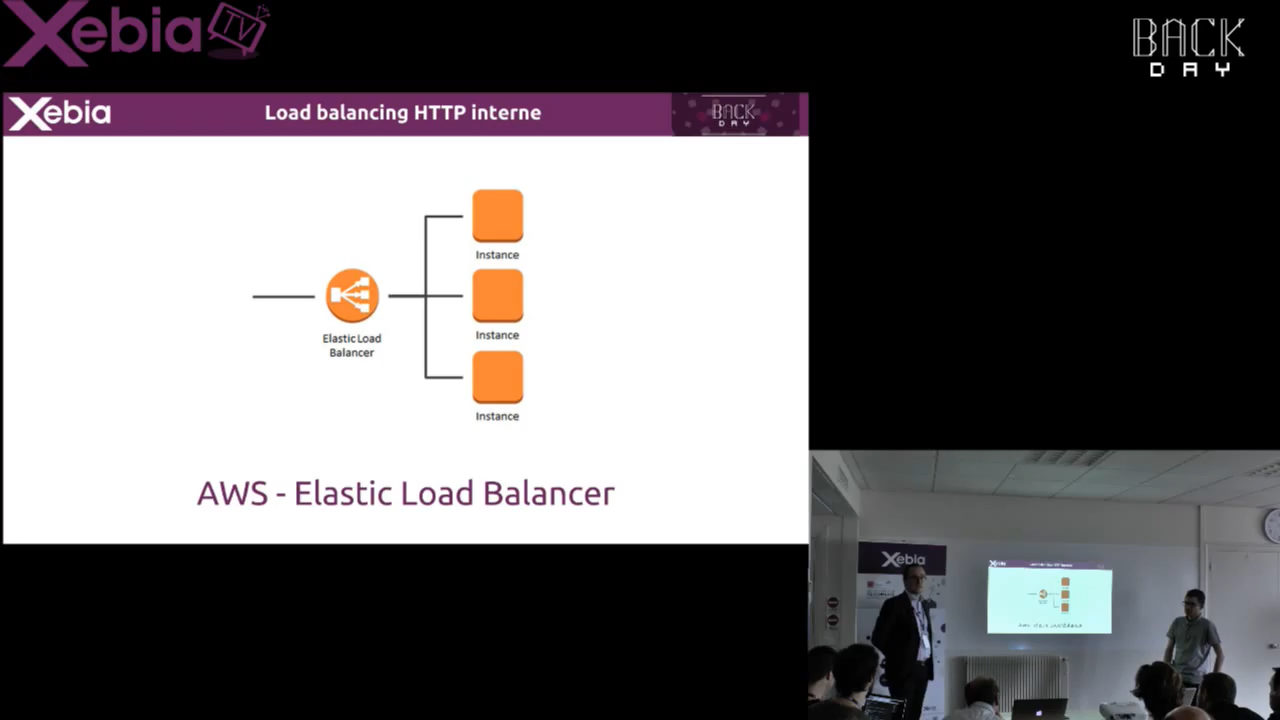 Xebia TV
BACK
DAY
Xebia
Load balancing HTTP interne
BACK
DAY
Instance
Instance
Elastic Load
Balancer
Instance
AWS - Elastic Load Balancer
Xebia
Xebia